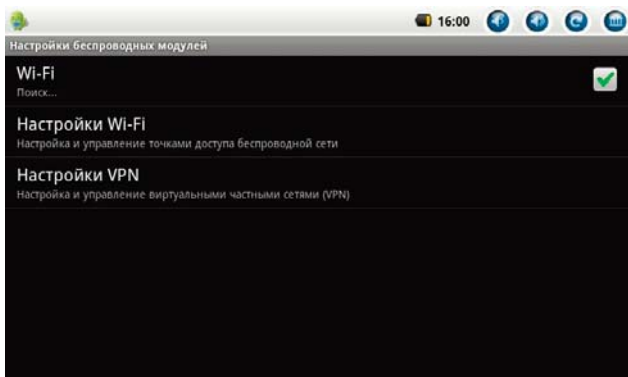 16:00
Настройки беспроводных модулей
Wi-Fi
Поиск...
Настройки Wi-Fi
Настройка и управление точками доступа беспроводной сети
Настройки VPN
Настройка и управление виртуальными частными сетями (VPN)